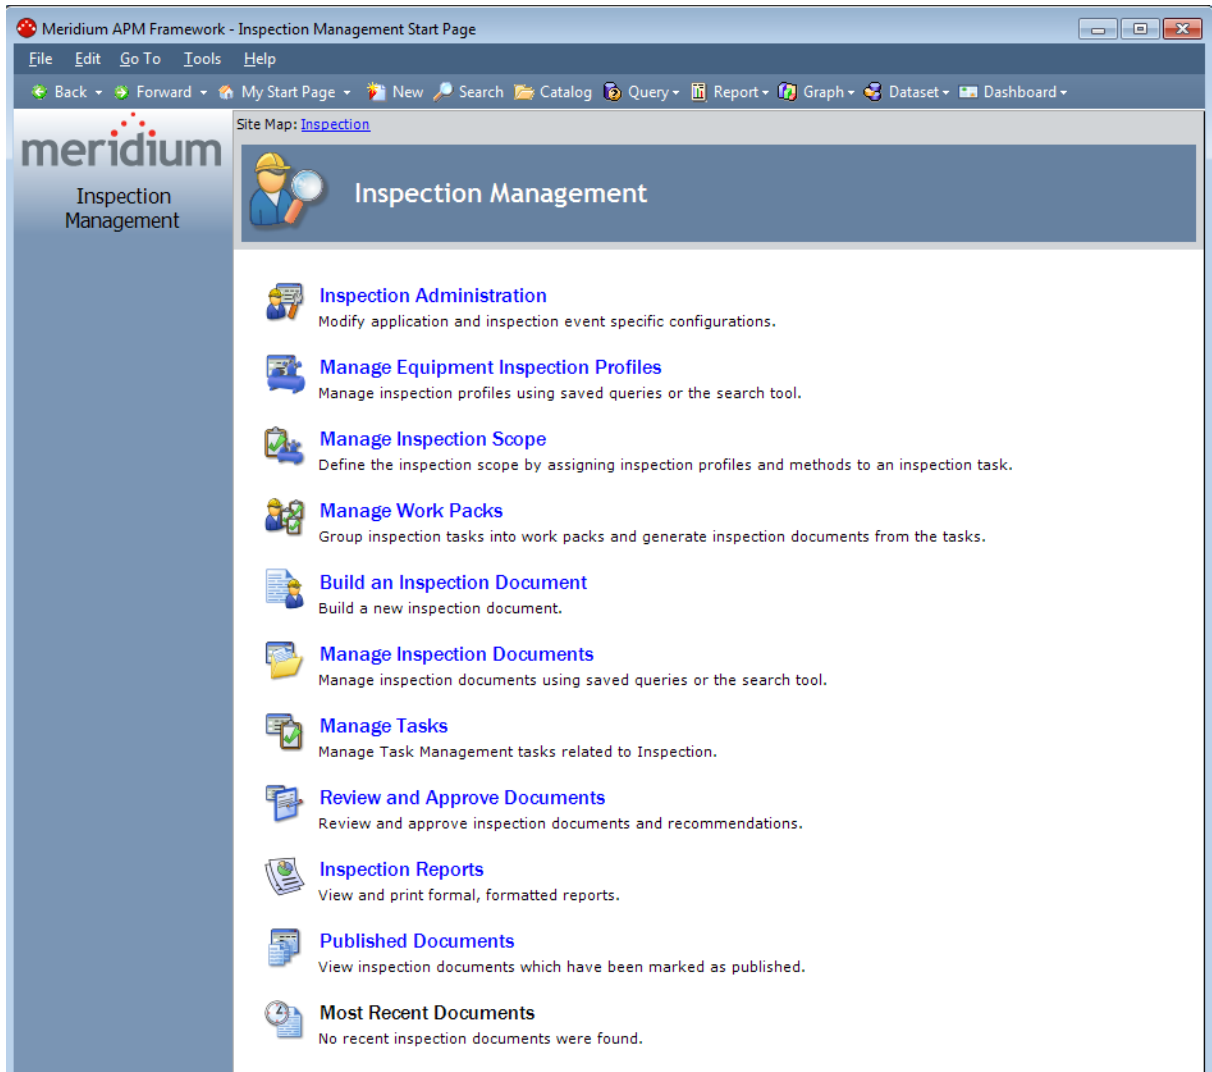 Meridium APM Framework - Inspection Management Start Page
File Edit Go To Tools Help
Back Forward My Start Page New Search Catalog Query Report Graph Dataset Dashboard
meridium
Inspection
Management
Site Map: Inspection
Inspection Management
Inspection Administration
Modify application and inspection event specific configurations.
Manage Equipment Inspection Profiles
Manage inspection profiles using saved queries or the search tool.
Manage Inspection Scope
Define the inspection scope by assigning inspection profiles and methods to an inspection task.
Manage Work Packs
Group inspection tasks into work packs and generate inspection documents from the tasks.
Build an Inspection Document
Build a new inspection document.
Manage Inspection Documents
Manage inspection documents using saved queries or the search tool.
Manage Tasks
Manage Task Management tasks related to Inspection.
Review and Approve Documents
Review and approve inspection documents and recommendations.
Inspection Reports
View and print formal, formatted reports.
Published Documents
View inspection documents which have been marked as published.
Most Recent Documents
No recent inspection documents were found.